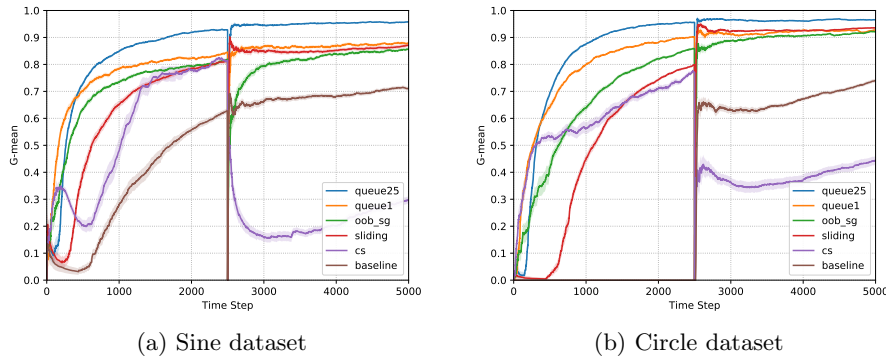 1.0
0.9
0.8
0.7
0.6
0.5
0.4
0.3
0.2
0.1
0.0
G-mean
0 1000 2000 3000 4000 5000
Time Step
queue25
queue1
oob_sg
sliding
cs
baseline
(a) Sine dataset
1.0
0.9
0.8
0.7
0.6
0.5
0.4
0.3
0.2
0.1
0.0
G-mean
0 1000 2000 3000 4000 5000
Time Step
queue25
queue1
oob_sg
sliding
cs
baseline
(b) Circle dataset